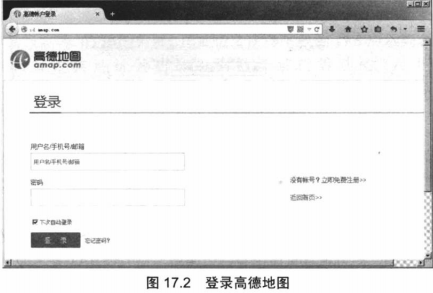 高德帐户登录
amap.com
高德地图
amap.com
登录
用户名/手机号/邮箱
用户名/手机号/邮箱
密码
没有帐号？立即免费注册>>
返回首页>>
下次自动登录
登 录
忘记密码?
图 17.2 登录高德地图